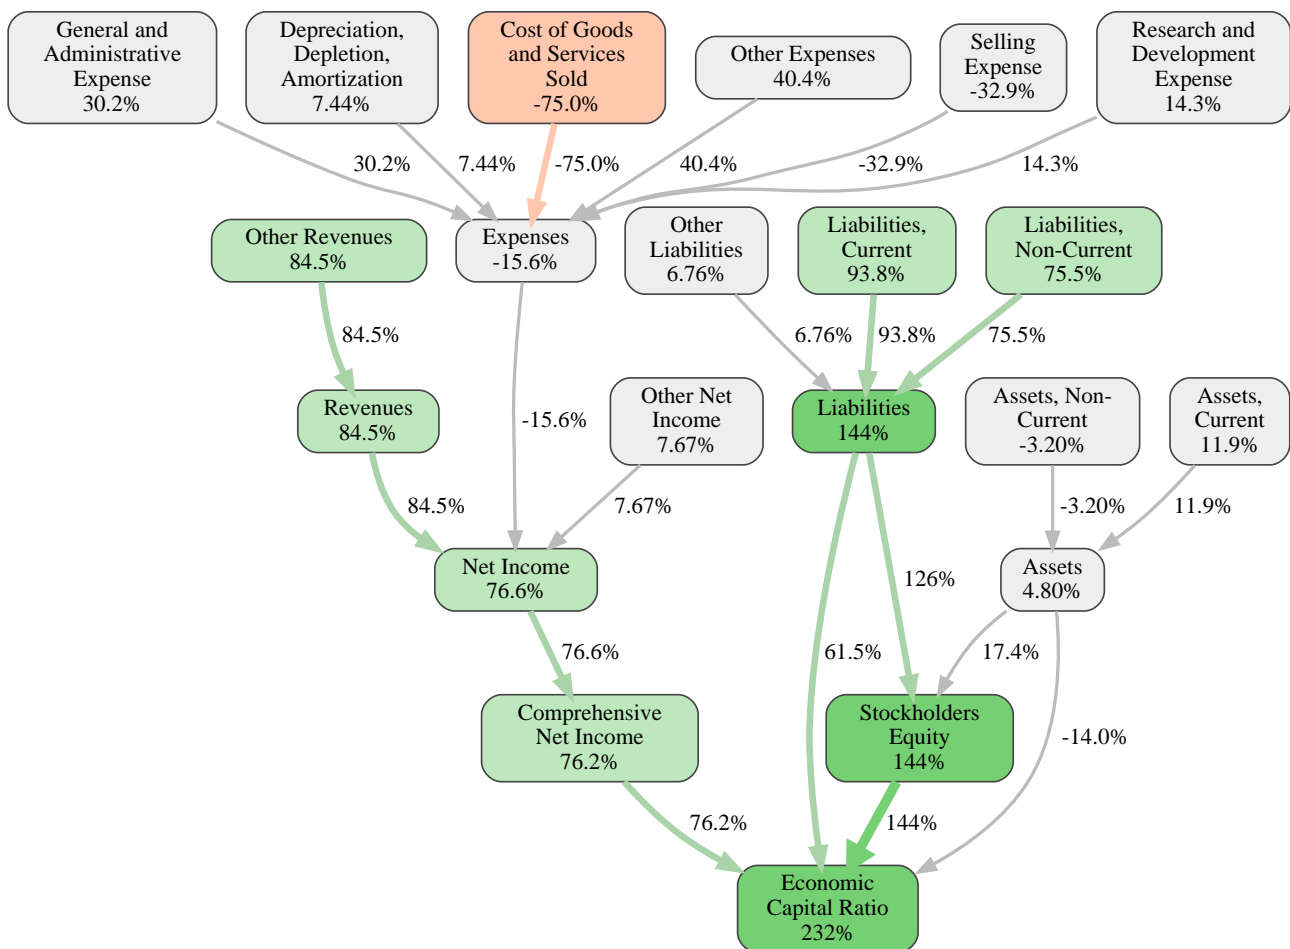 General and
Administrative
Expense
30.2%
Depreciation,
Depletion,
Amortization
7.44%
Cost of Goods
and Services
Sold
-75.0%
Other Expenses
40.4%
Selling
Expense
-32.9%
Research and
Development
Expense
14.3%
30.2%
7.44%
-75.0%
40.4%
-32.9%
14.3%
Other Revenues
84.5%
Expenses
-15.6%
Other
Liabilities
6.76%
Liabilities,
Current
93.8%
Liabilities,
Non-Current
75.5%
84.5%
6.76%
93.8%
75.5%
Revenues
84.5%
-15.6%
Other Net
Income
7.67%
Liabilities
144%
Assets, Non-
Current
-3.20%
Assets,
Current
11.9%
84.5%
7.67%
-3.20%
11.9%
Net Income
76.6%
126%
Assets
4.80%
76.6%
61.5%
17.4%
Comprehensive
Net Income
76.2%
Stockholders
Equity
144%
-14.0%
76.2%
144%
Economic
Capital Ratio
232%